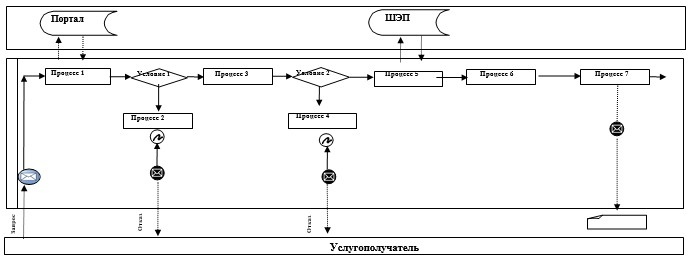 Портал
ШЭП
Процесс 1
Условие 1
Процесс 3
Условие 2
Процесс 5
Процесс 6
Процесс 7
Процесс 2
Процесс 4
Запрос
Отказ
Отказ
Услугополучатель